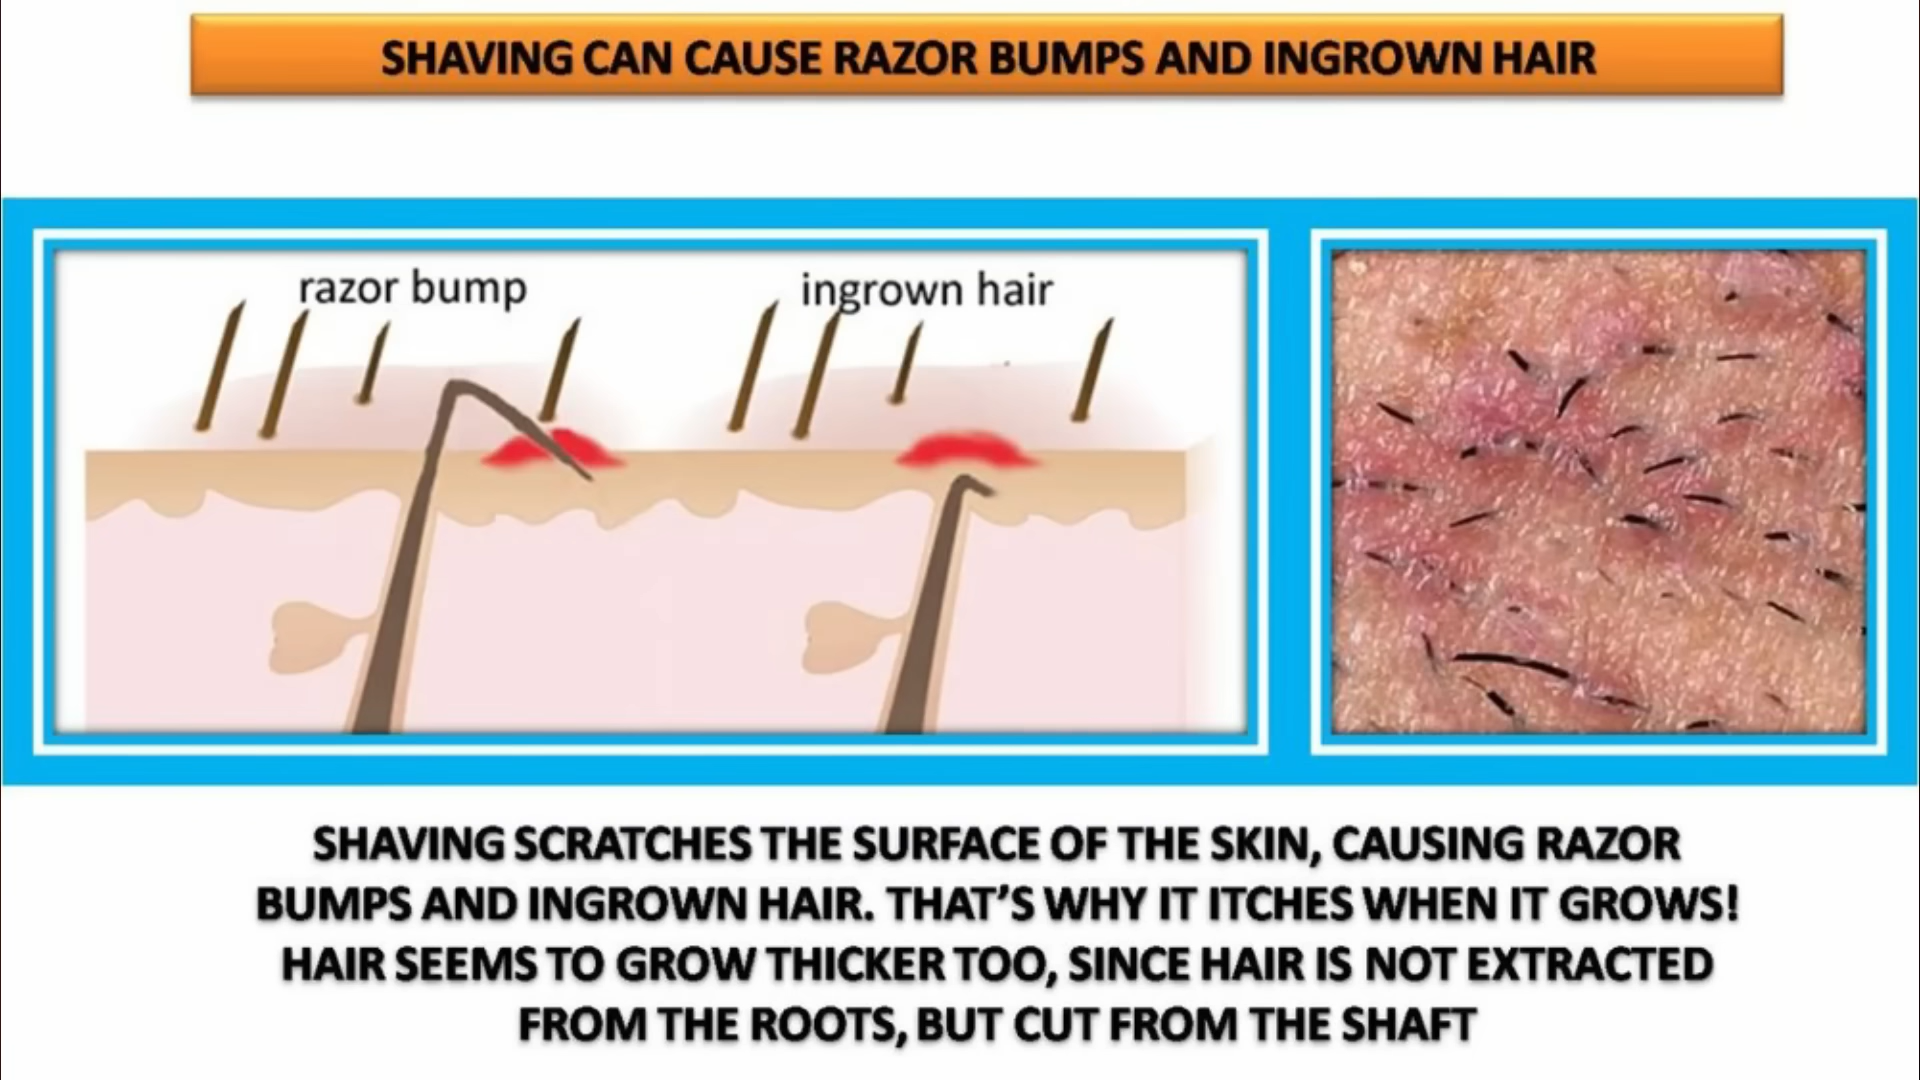 SHAVING CAN CAUSE RAZOR BUMPS AND INGROWN HAIR
razor bump
ingrown hair
SHAVING SCRATCHES THE SURFACE OF THE SKIN, CAUSING RAZOR
BUMPS AND INGROWN HAIR. THAT'S WHY IT ITCHES WHEN IT GROWS!
HAIR SEEMS TO GROW THICKER TOO, SINCE HAIR IS NOT EXTRACTED
FROM THE ROOTS, BUT CUT FROM THE SHAFT